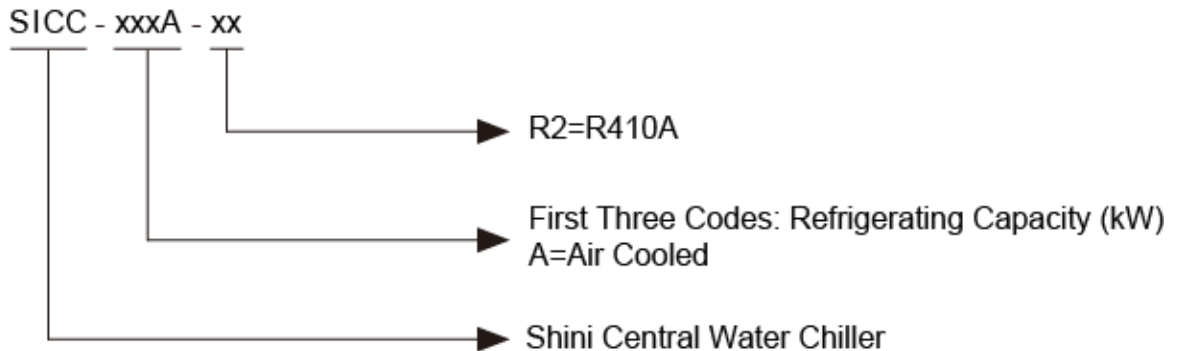 SICC - xxxA - xx
R2=R410A
First Three Codes: Refrigerating Capacity (kW)
A=Air Cooled
Shini Central Water Chiller